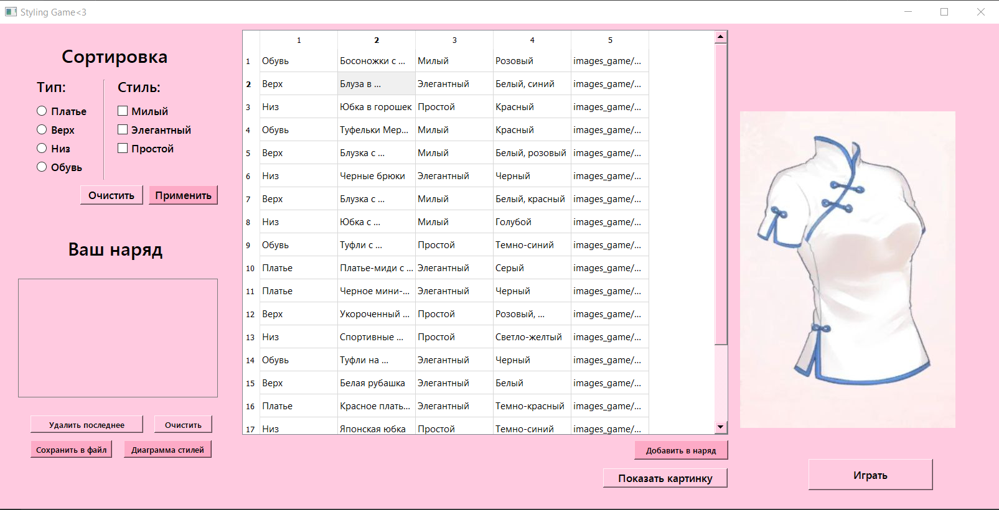 Styling Game<3
Сортировка
Тип:
Стиль:
Платье
Верх
Низ
Обувь
Милый
Элегантный
Простой
Очистить
Применить
Ваш наряд
Удалить последнее
Очистить
Сохранить в файл
Диаграмма стилей
1 2 3 4 5
1 Обувь Босоножки с ... Милый Розовый images_game/...
2 Верх Блуза в ... Элегантный Белый, синий images_game/...
3 Низ Юбка в горошек Простой Красный images_game/...
4 Обувь Туфельки Мер... Милый Красный images_game/...
5 Верх Блузка с ... Милый Белый, розовый images_game/...
6 Низ Черные брюки Элегантный Черный images_game/...
7 Верх Блузка с ... Милый Белый, красный images_game/...
8 Низ Юбка с ... Милый Голубой images_game/...
9 Обувь Туфли с ... Простой Темно-синий images_game/...
10 Платье Платье-миди с ... Элегантный Серый images_game/...
11 Платье Черное мини-... Элегантный Черный images_game/...
12 Верх Укороченный ... Простой Розовый, ... images_game/...
13 Низ Спортивные ... Простой Светло-желтый images_game/...
14 Обувь Туфли на ... Элегантный Черный images_game/...
15 Верх Белая рубашка Элегантный Белый images_game/...
16 Платье Красное плать... Элегантный Темно-красный images_game/...
17 Низ Японская юбка Простой Темно-синий images_game/...
Добавить в наряд
Показать картинку
Играть